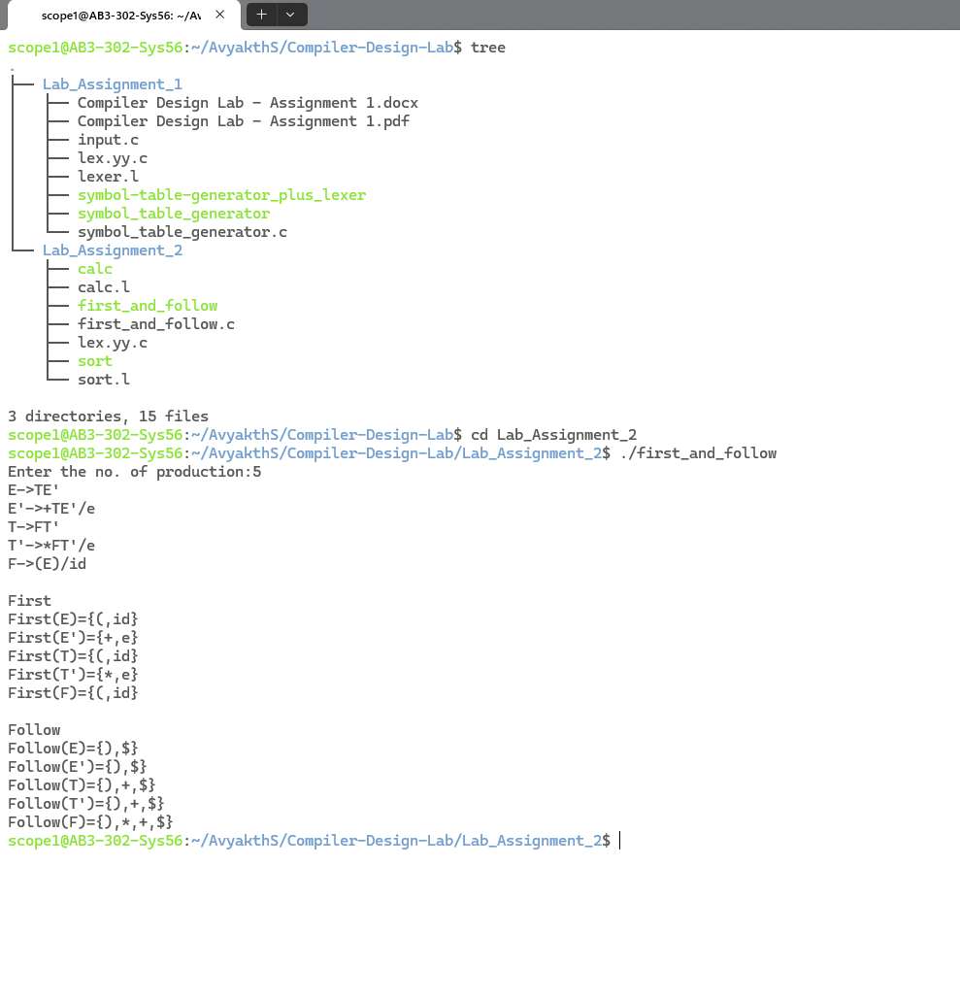 scope1@AB3-302-Sys56: ~/Av
scope1@AB3-302-Sys56:~/AvyakthS/Compiler-Design-Lab$ tree
.
├── Lab_Assignment_1
│   ├── Compiler Design Lab - Assignment 1.docx
│   ├── Compiler Design Lab - Assignment 1.pdf
│   ├── input.c
│   ├── lex.yy.c
│   ├── lexer.l
│   ├── symbol-table-generator_plus_lexer
│   ├── symbol_table_generator
│   └── symbol_table_generator.c
└── Lab_Assignment_2
    ├── calc
    ├── calc.l
    ├── first_and_follow
    ├── first_and_follow.c
    ├── lex.yy.c
    ├── sort
    └── sort.l
3 directories, 15 files
scope1@AB3-302-Sys56:~/AvyakthS/Compiler-Design-Lab$ cd Lab_Assignment_2
scope1@AB3-302-Sys56:~/AvyakthS/Compiler-Design-Lab/Lab_Assignment_2$ ./first_and_follow
Enter the no. of production:5
E->TE'
E'->+TE'/e
T->FT'
T'->*FT'/e
F->(E)/id
First
First(E)={(,id}
First(E')={+,e}
First(T)={(,id}
First(T')={*,e}
First(F)={(,id}
Follow
Follow(E)={),$}
Follow(E')={),$}
Follow(T)={),+,$}
Follow(T')={),+,$}
Follow(F)={),*,+,$}
scope1@AB3-302-Sys56:~/AvyakthS/Compiler-Design-Lab/Lab_Assignment_2$